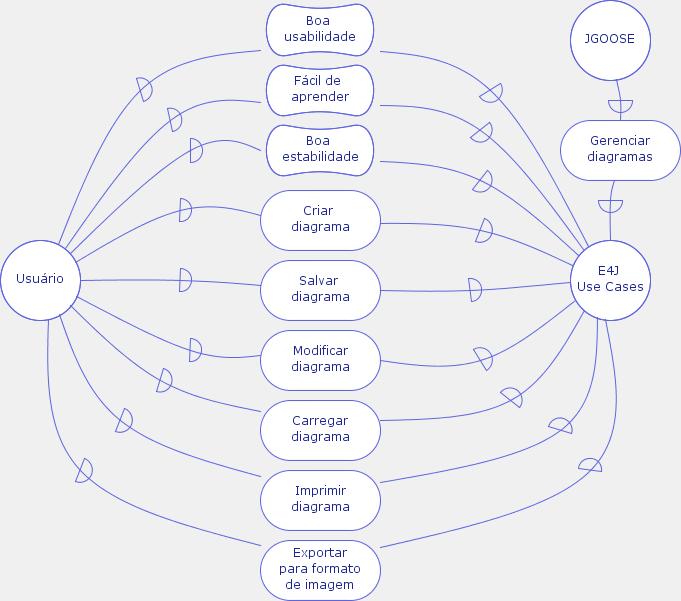 Boa
usabilidade
JGOOSE
Fácil de
aprender
Boa
estabilidade
Gerenciar
diagramas
Criar
diagrama
Usuário
Salvar
diagrama
E4J
Use Cases
Modificar
diagrama
Carregar
diagrama
Imprimir
diagrama
Exportar
para formato
de imagem